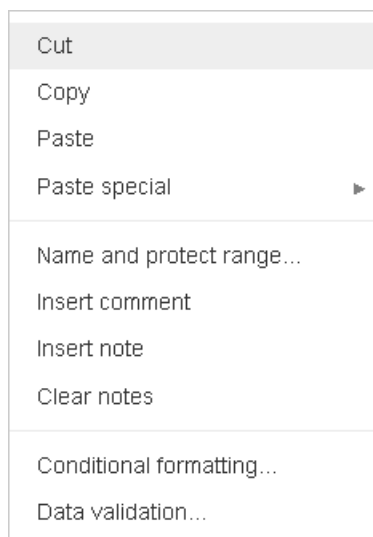 Cut
Copy
Paste
Paste special
Name and protect range...
Insert comment
Insert note
Clear notes
Conditional formatting...
Data validation...